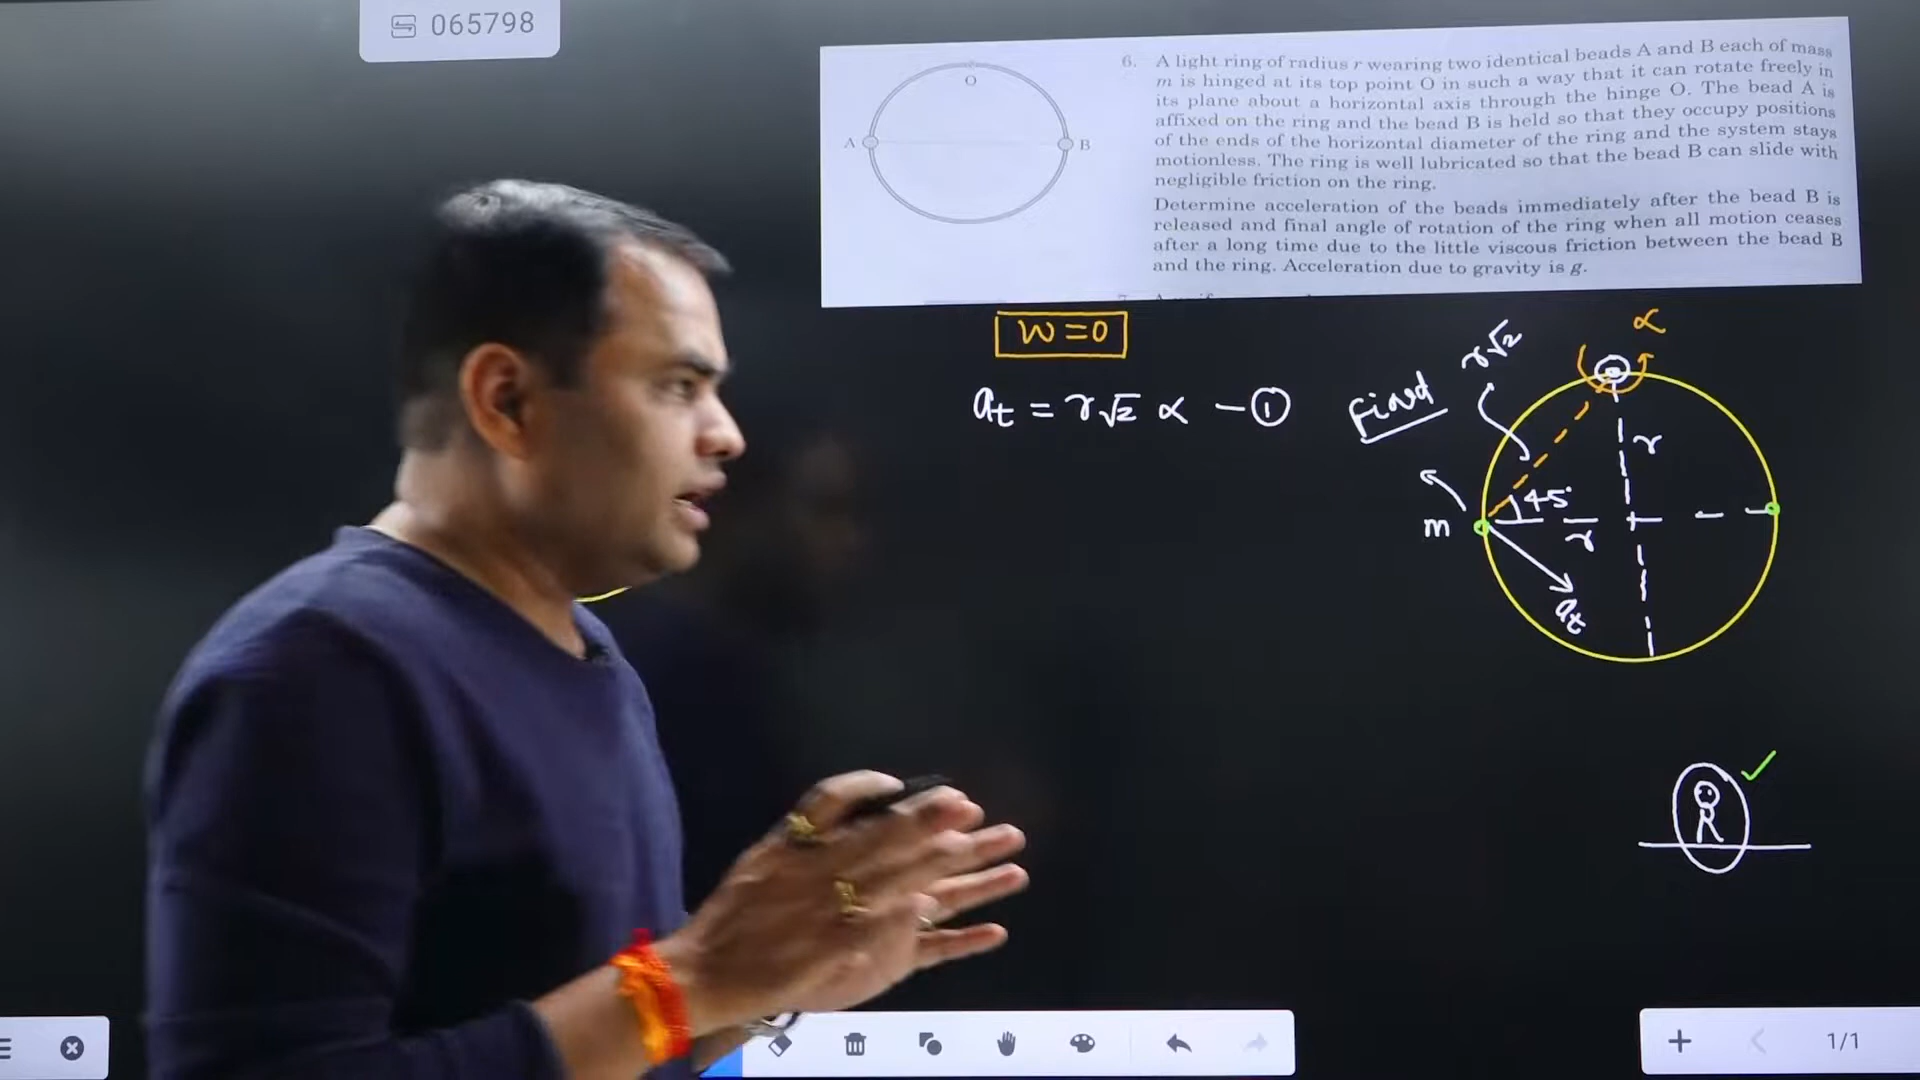 065798
6. A light ring of radius r wearing two identical beads A and B each of mass
m is hinged at its top point O in such a way that it can rotate freely in
its plane about a horizontal axis through the hinge O. The bead A is
affixed on the ring and the bead B is held so that they occupy positions
of the ends of the horizontal diameter of the ring and the system stays
motionless. The ring is well lubricated so that the bead B can slide with
negligible friction on the ring.
Determine acceleration of the beads immediately after the bead B is
released and final angle of rotation of the ring when all motion ceases
after a long time due to the little viscous friction between the bead B
and the ring. Acceleration due to gravity is g.
O
A
B
w=0
at = r√2 α -①
Fixed
r√2
α
r
45°
m
r
at
1/1